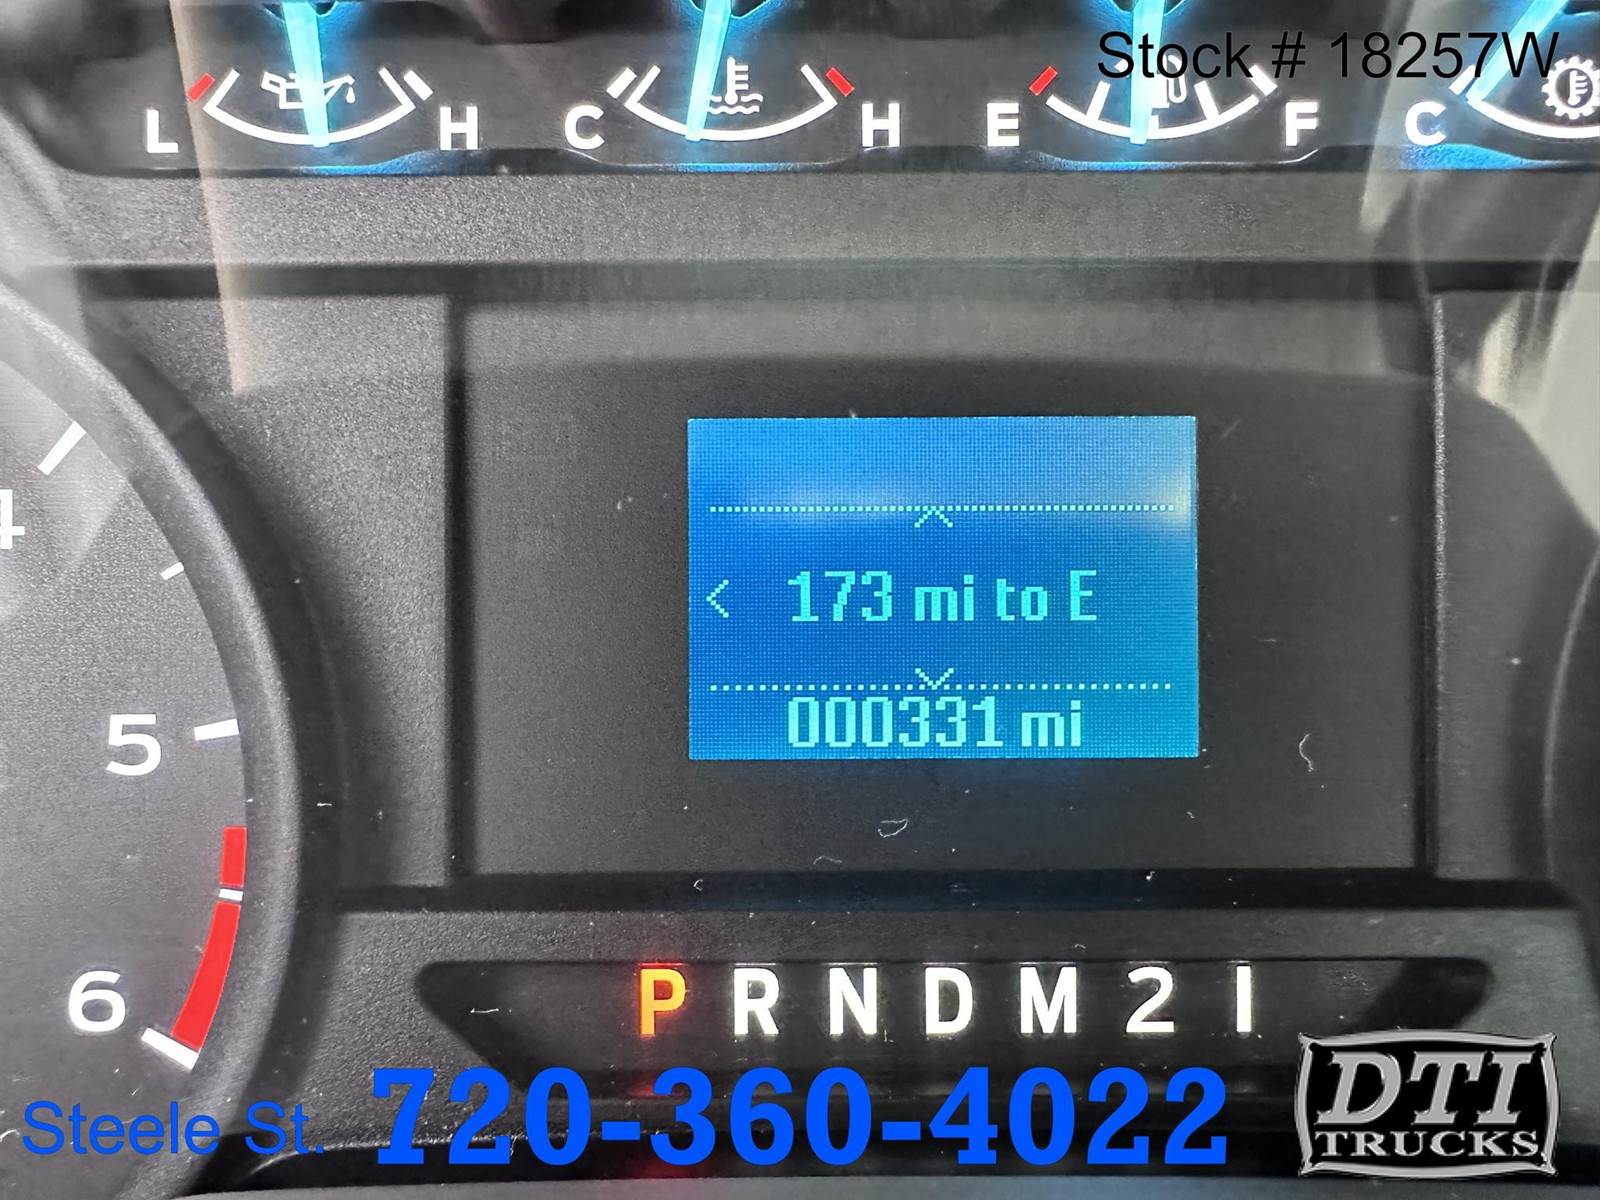 Stock # 18257W
L H C H E F C
4
173 mi to E
000331 mi
5
6
P R N D M 2 1
Steele St. 720-360-4022
DTI
TRUCKS